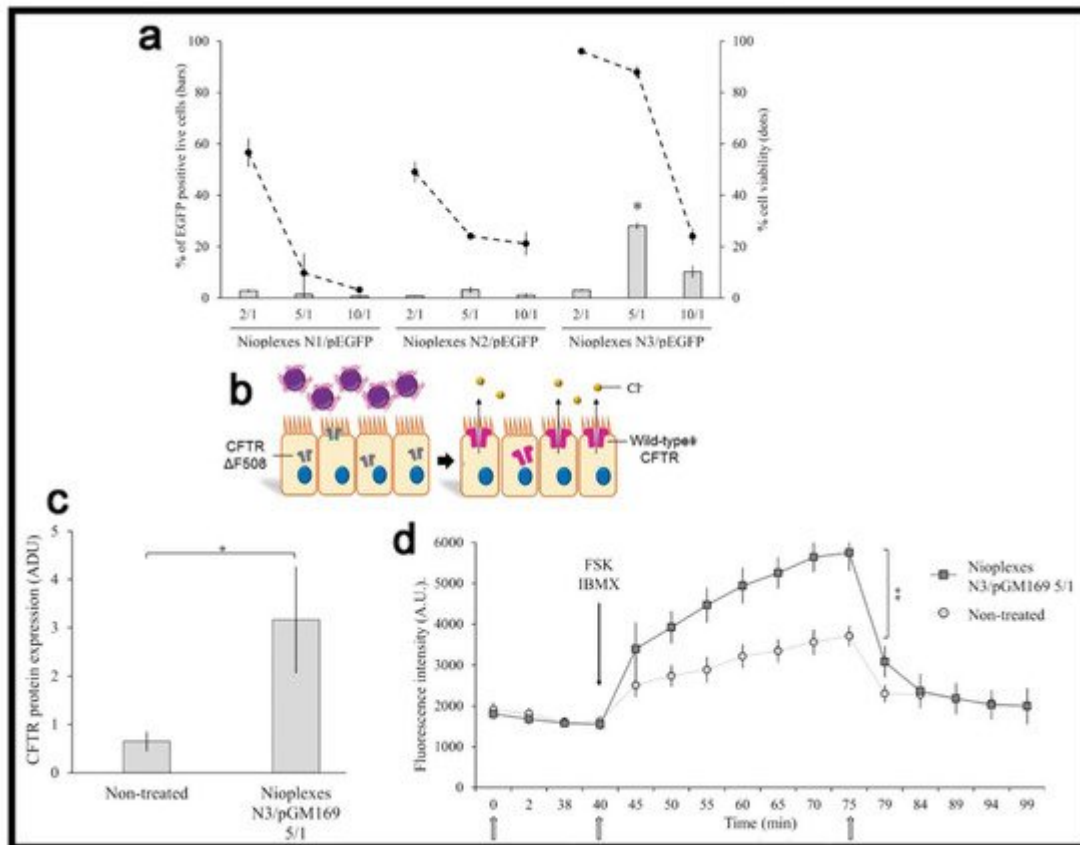 a
% of EGFP positive live cells (bars)
100
80
60
40
20
0
100
80
60
40
20
0
% cell viability (dots)
*
2/1 5/1 10/1 2/1 5/1 10/1 2/1 5/1 10/1
Nioplexes N1/pEGFP Nioplexes N2/pEGFP Nioplexes N3/pEGFP
b
Cl-
CFTR
ΔF508
Wild-type
CFTR
c
CFTR protein expression (ADU)
5
4
3
2
1
0
*
Non-treated
Nioplexes
N3/pGM169
5/1
d
Fluorescence intensity (A.U.)
6000
5000
4000
3000
2000
1000
0
FSK
IBMX
**
Nioplexes
N3/pGM169 5/1
Non-treated
0 2 38 40 45 50 55 60 65 70 75 79 84 89 94 99
Time (min)